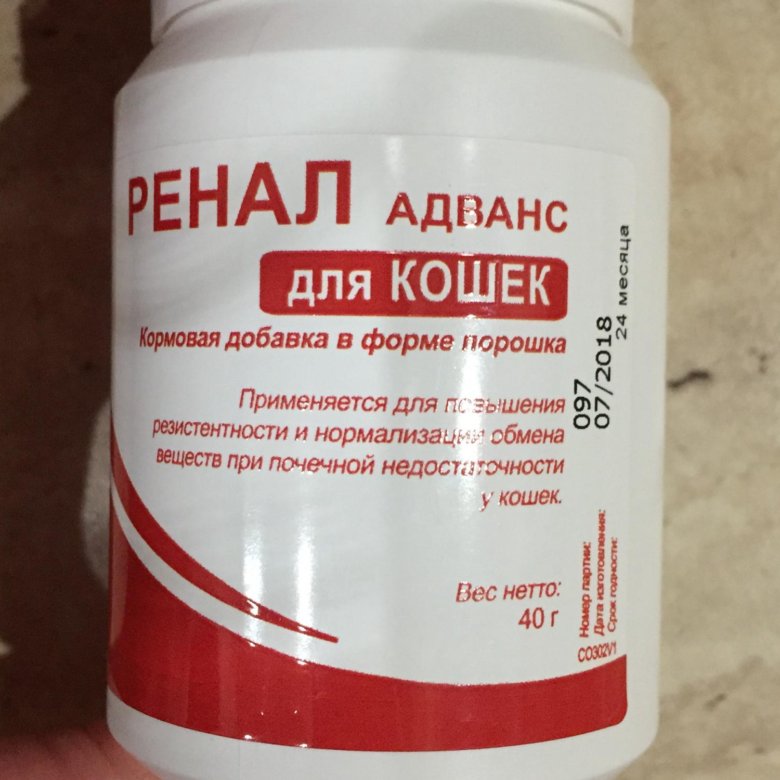 РЕНАЛ АДВАНС
для КОШЕК
Кормовая добавка в форме порошка
Применяется для повышения
резистентности и нормализации обмена
веществ при почечной недостаточности
у кошек.
Вес нетто:
40 г
Номер партии:
Дата изготовления:
Срок годности:
097
07/2018
24 месяца
CO302V1